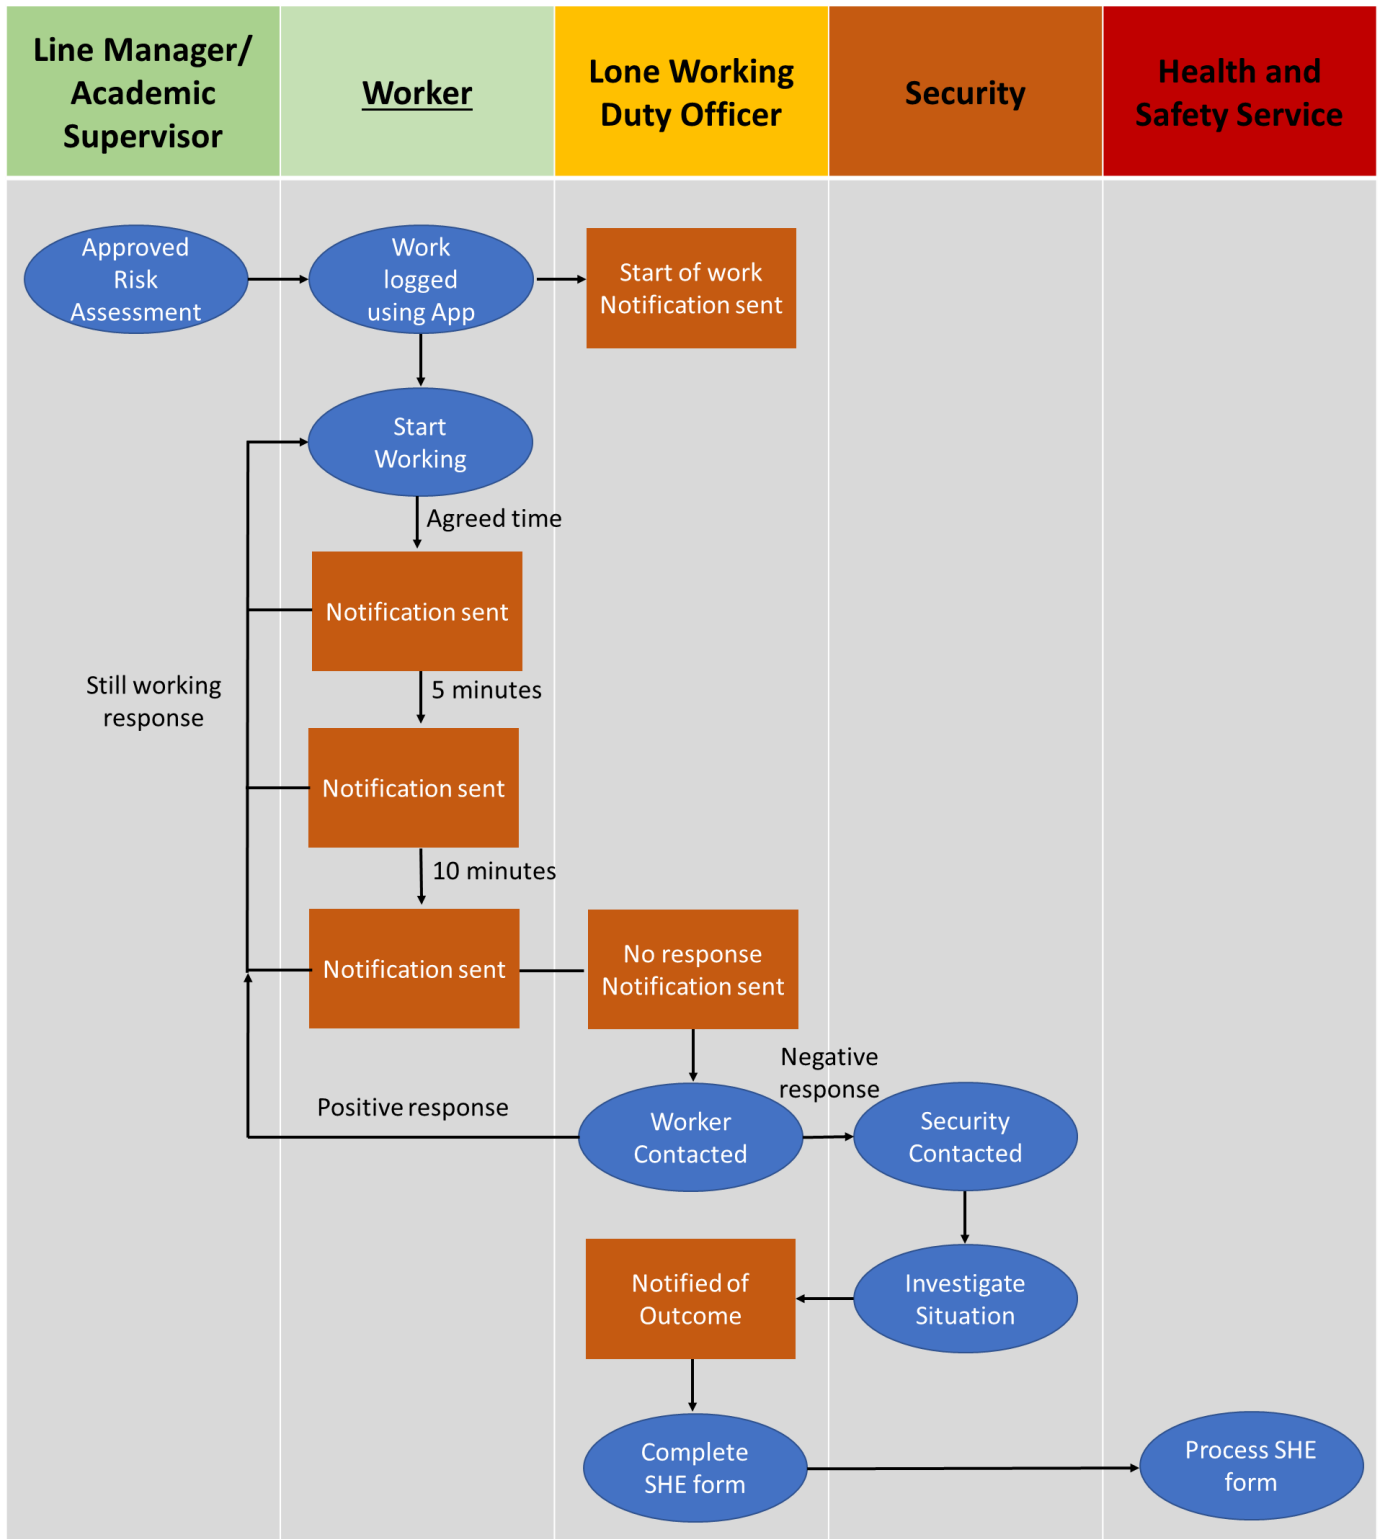 Line Manager/
Academic
Supervisor
Worker
Lone Working
Duty Officer
Security
Health and
Safety Service
Approved
Risk
Assessment
Work
logged
using App
Start of work
Notification sent
Start
Working
Agreed time
Notification sent
Still working
response
5 minutes
Notification sent
10 minutes
Notification sent
No response
Notification sent
Negative
response
Positive response
Worker
Contacted
Security
Contacted
Notified of
Outcome
Investigate
Situation
Complete
SHE form
Process SHE
form